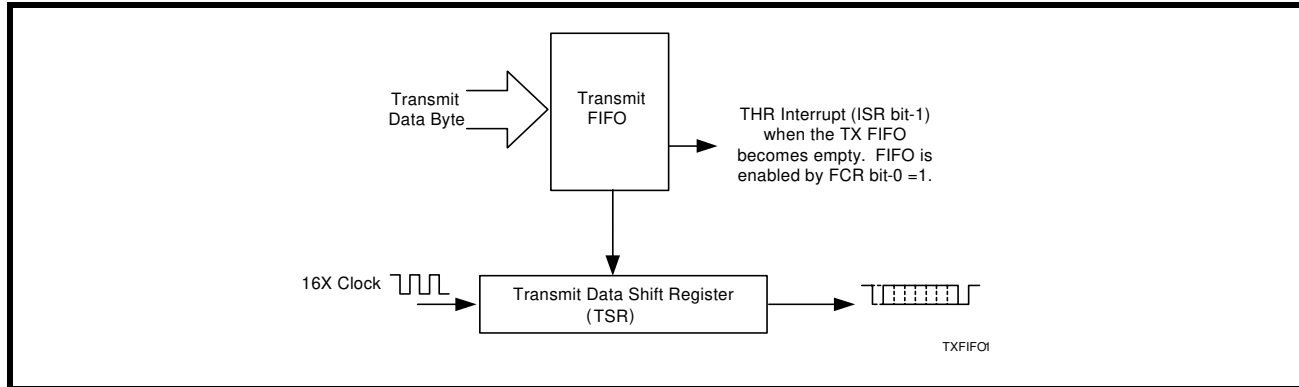 Transmit
Data Byte
Transmit
FIFO
THR Interrupt (ISR bit-1)
when the TX FIFO
becomes empty. FIFO is
enabled by FCR bit-0 =1.
16X Clock
Transmit Data Shift Register
(TSR)
TXFIFO1